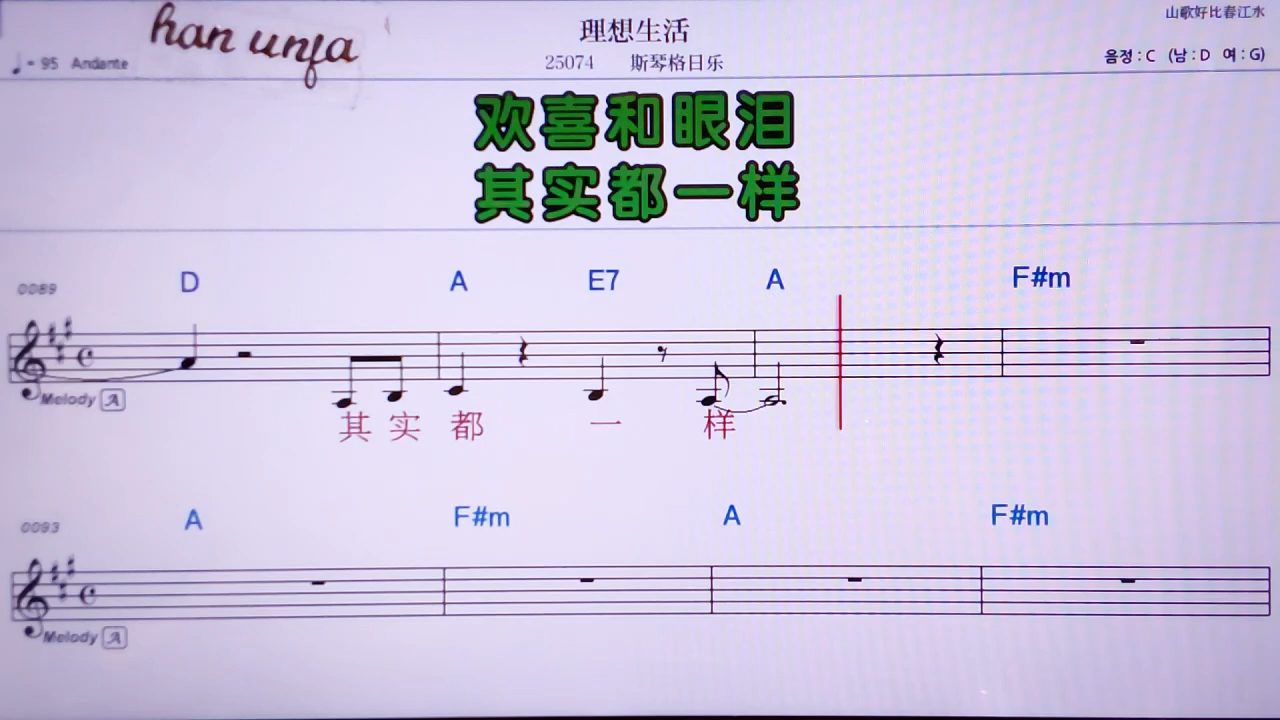 han unfa
理想生活
山歌好比春江水
♩= 95 Andante
25074 斯琴格日乐
음정 : C (남 : D 여 : G)
欢喜和眼泪
其实都一样
D A E7 A F#m
0089
Melody A
其 实 都 一 样
A F#m A F#m
0093
Melody A